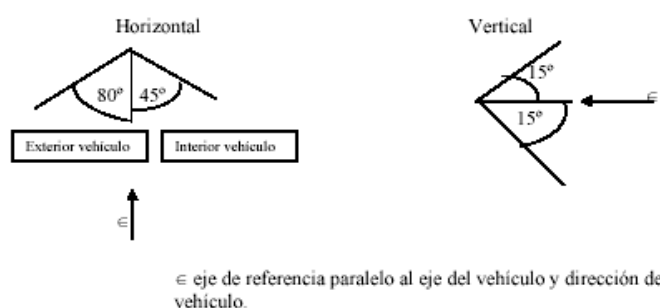 Horizontal
Vertical
80º
45º
15º
15º
∈
Exterior vehículo
Interior vehículo
∈
∈ eje de referencia paralelo al eje del vehículo y dirección de
vehículo.